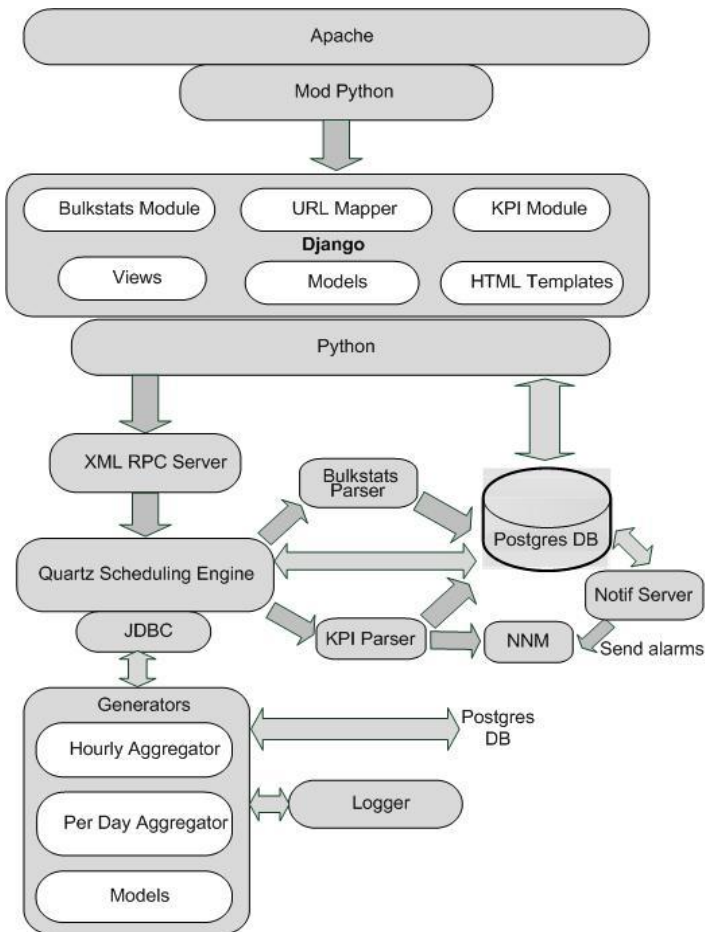 Apache
Mod Python
Bulkstats Module
URL Mapper
KPI Module
Django
Views
Models
HTML Templates
Python
XML RPC Server
Bulkstats
Parser
Postgres DB
Quartz Scheduling Engine
Notif Server
JDBC
KPI Parser
NNM
Send alarms
Generators
Postgres
DB
Hourly Aggregator
Logger
Per Day Aggregator
Models